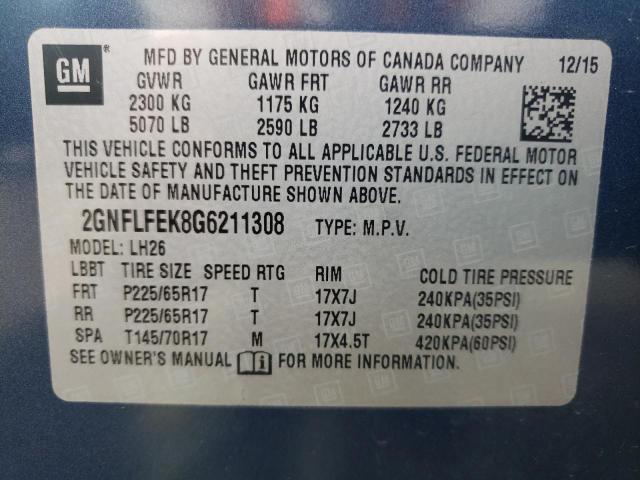 GM
MFD BY GENERAL MOTORS OF CANADA COMPANY 12/15
GVWR GAWR FRT GAWR RR
2300 KG 1175 KG 1240 KG
5070 LB 2590 LB 2733 LB
THIS VEHICLE CONFORMS TO ALL APPLICABLE U.S. FEDERAL MOTOR
VEHICLE SAFETY AND THEFT PREVENTION STANDARDS IN EFFECT ON
THE DATE OF MANUFACTURE SHOWN ABOVE.
2GNFLFEK8G6211308 TYPE: M.P.V.
MODEL: LH26
LBBT TIRE SIZE SPEED RTG RIM COLD TIRE PRESSURE
FRT P225/65R17 T 17X7J 240KPA(35PSI)
RR P225/65R17 T 17X7J 240KPA(35PSI)
SPA T145/70R17 M 17X4.5T 420KPA(60PSI)
SEE OWNER'S MANUAL FOR MORE INFORMATION.